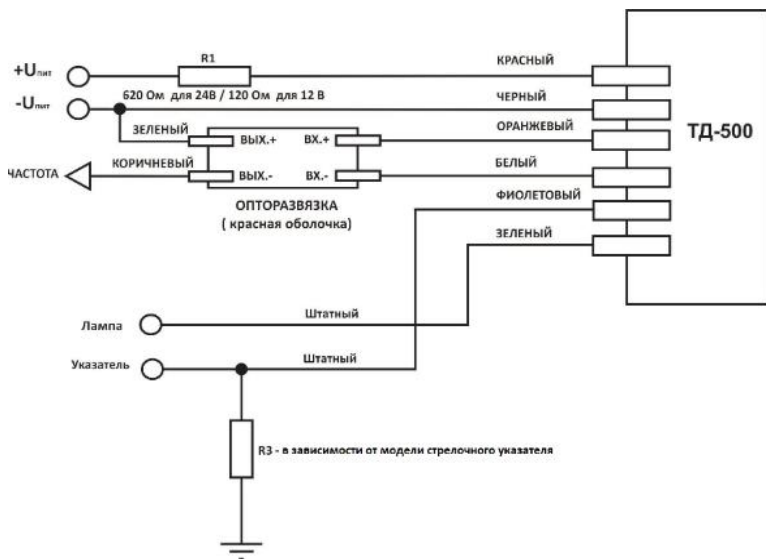 R1
КРАСНЫЙ
+Uпит
620 Ом для 24В / 120 Ом для 12 В
ЧЕРНЫЙ
-Uпит
ЗЕЛЕНЫЙ
ВЫХ.+ ВХ.+
ОРАНЖЕВЫЙ
ТД-500
КОРИЧНЕВЫЙ
ЧАСТОТА
ВЫХ.- ВХ.-
БЕЛЫЙ
ОПТОРАЗВЯЗКА
( красная оболочка)
ФИОЛЕТОВЫЙ
ЗЕЛЕНЫЙ
Лампа
Штатный
Указатель
Штатный
R3 - в зависимости от модели стрелочного указателя